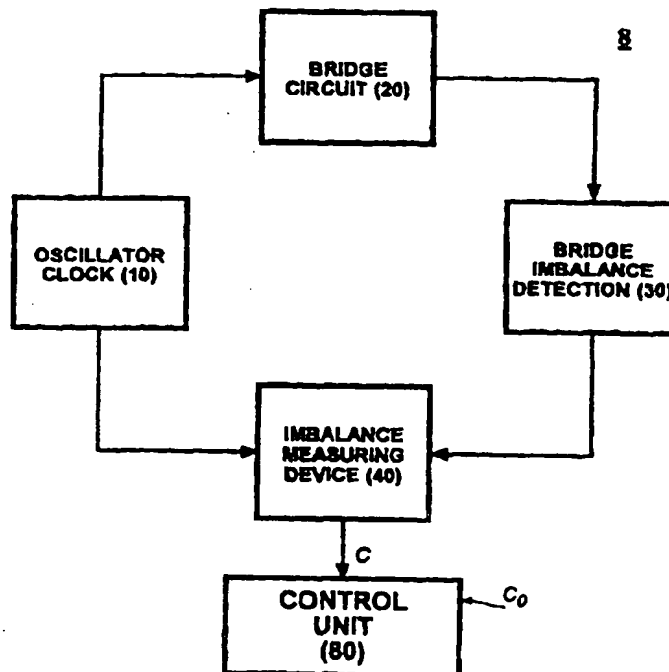 8
BRIDGE
CIRCUIT (20)
OSCILLATOR
CLOCK (10)
BRIDGE
IMBALANCE
DETECTION (30)
IMBALANCE
MEASURING
DEVICE (40)
C
CONTROL
UNIT
(80)
C0